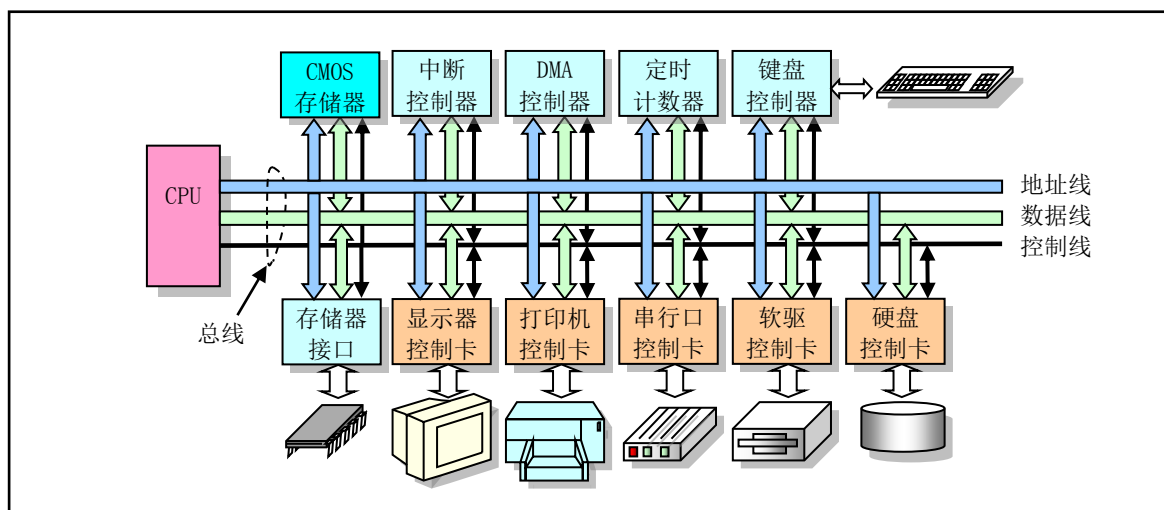 CMOS
存储器
中断
控制器
DMA
控制器
定时
计数器
键盘
控制器
CPU
地址线
数据线
控制线
总线
存储器
接口
显示器
控制卡
打印机
控制卡
串行口
控制卡
软驱
控制卡
硬盘
控制卡